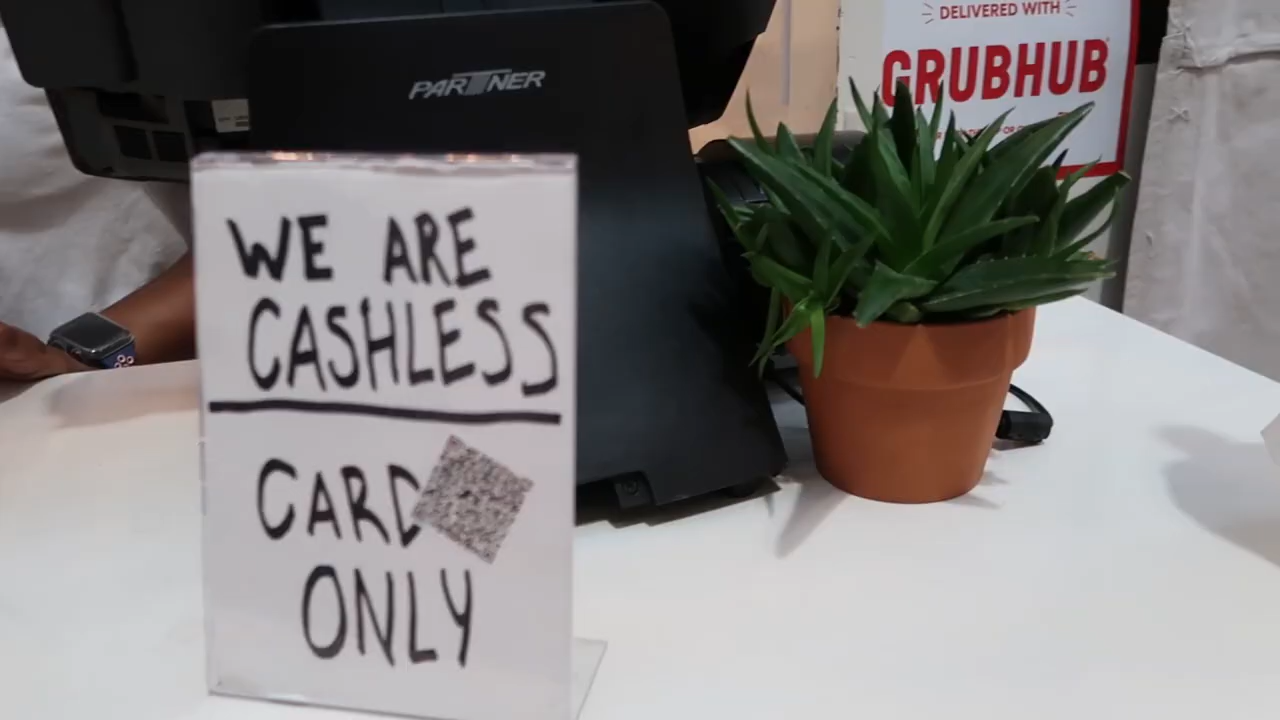 DELIVERED WITH
GRUBHUB
PARTNER
WE ARE
CASHLESS
CARD
ONLY